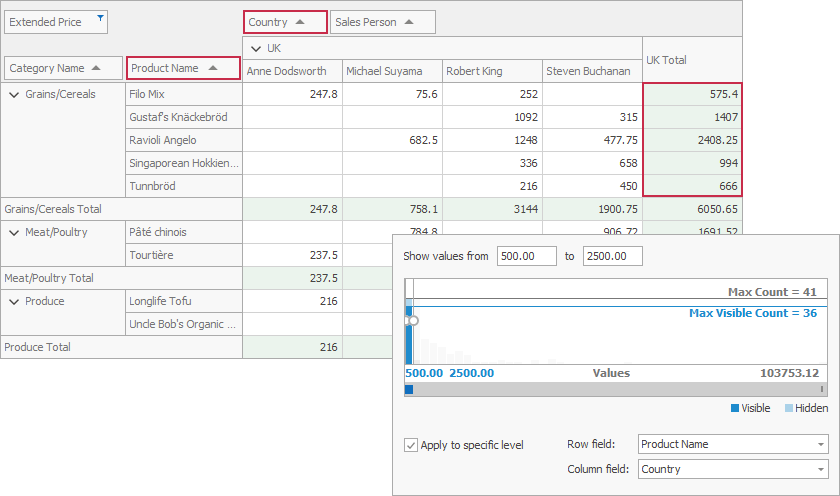 Extended Price
Country Sales Person
UK
Category Name Product Name Anne Dodsworth Michael Suyama Robert King Steven Buchanan UK Total
Grains/Cereals Filo Mix 247.8 75.6 252 575.4
Gustaf's Knäckebröd 1092 315 1407
Ravioli Angelo 682.5 1248 477.75 2408.25
Singaporean Hokkien... 336 658 994
Tunnbröd 216 450 666
Grains/Cereals Total 247.8 758.1 3144 1900.75 6050.65
Meat/Poultry Pâté chinois 784.8 906.72 1691.52
Tourtière 237.5
Meat/Poultry Total 237.5
Produce Longlife Tofu 216
Uncle Bob's Organic ...
Produce Total 216
Show values from 500.00 to 2500.00
Max Count = 41
Max Visible Count = 36
500.00 2500.00 Values 103753.12
Visible Hidden
Apply to specific level Row field: Product Name
Column field: Country